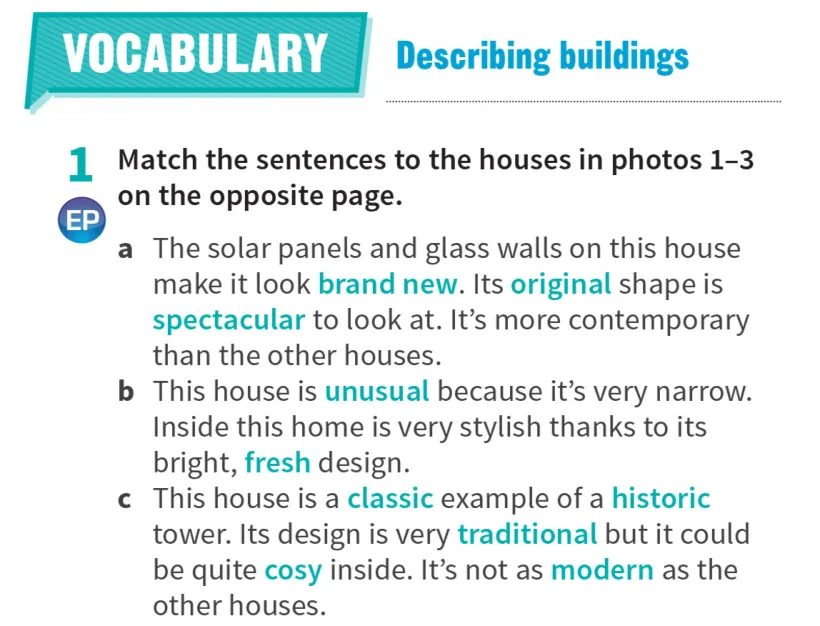 VOCABULARY
Describing buildings
1 Match the sentences to the houses in photos 1–3
EP on the opposite page.
a The solar panels and glass walls on this house
make it look brand new. Its original shape is
spectacular to look at. It's more contemporary
than the other houses.
b This house is unusual because it's very narrow.
Inside this home is very stylish thanks to its
bright, fresh design.
c This house is a classic example of a historic
tower. Its design is very traditional but it could
be quite cosy inside. It's not as modern as the
other houses.